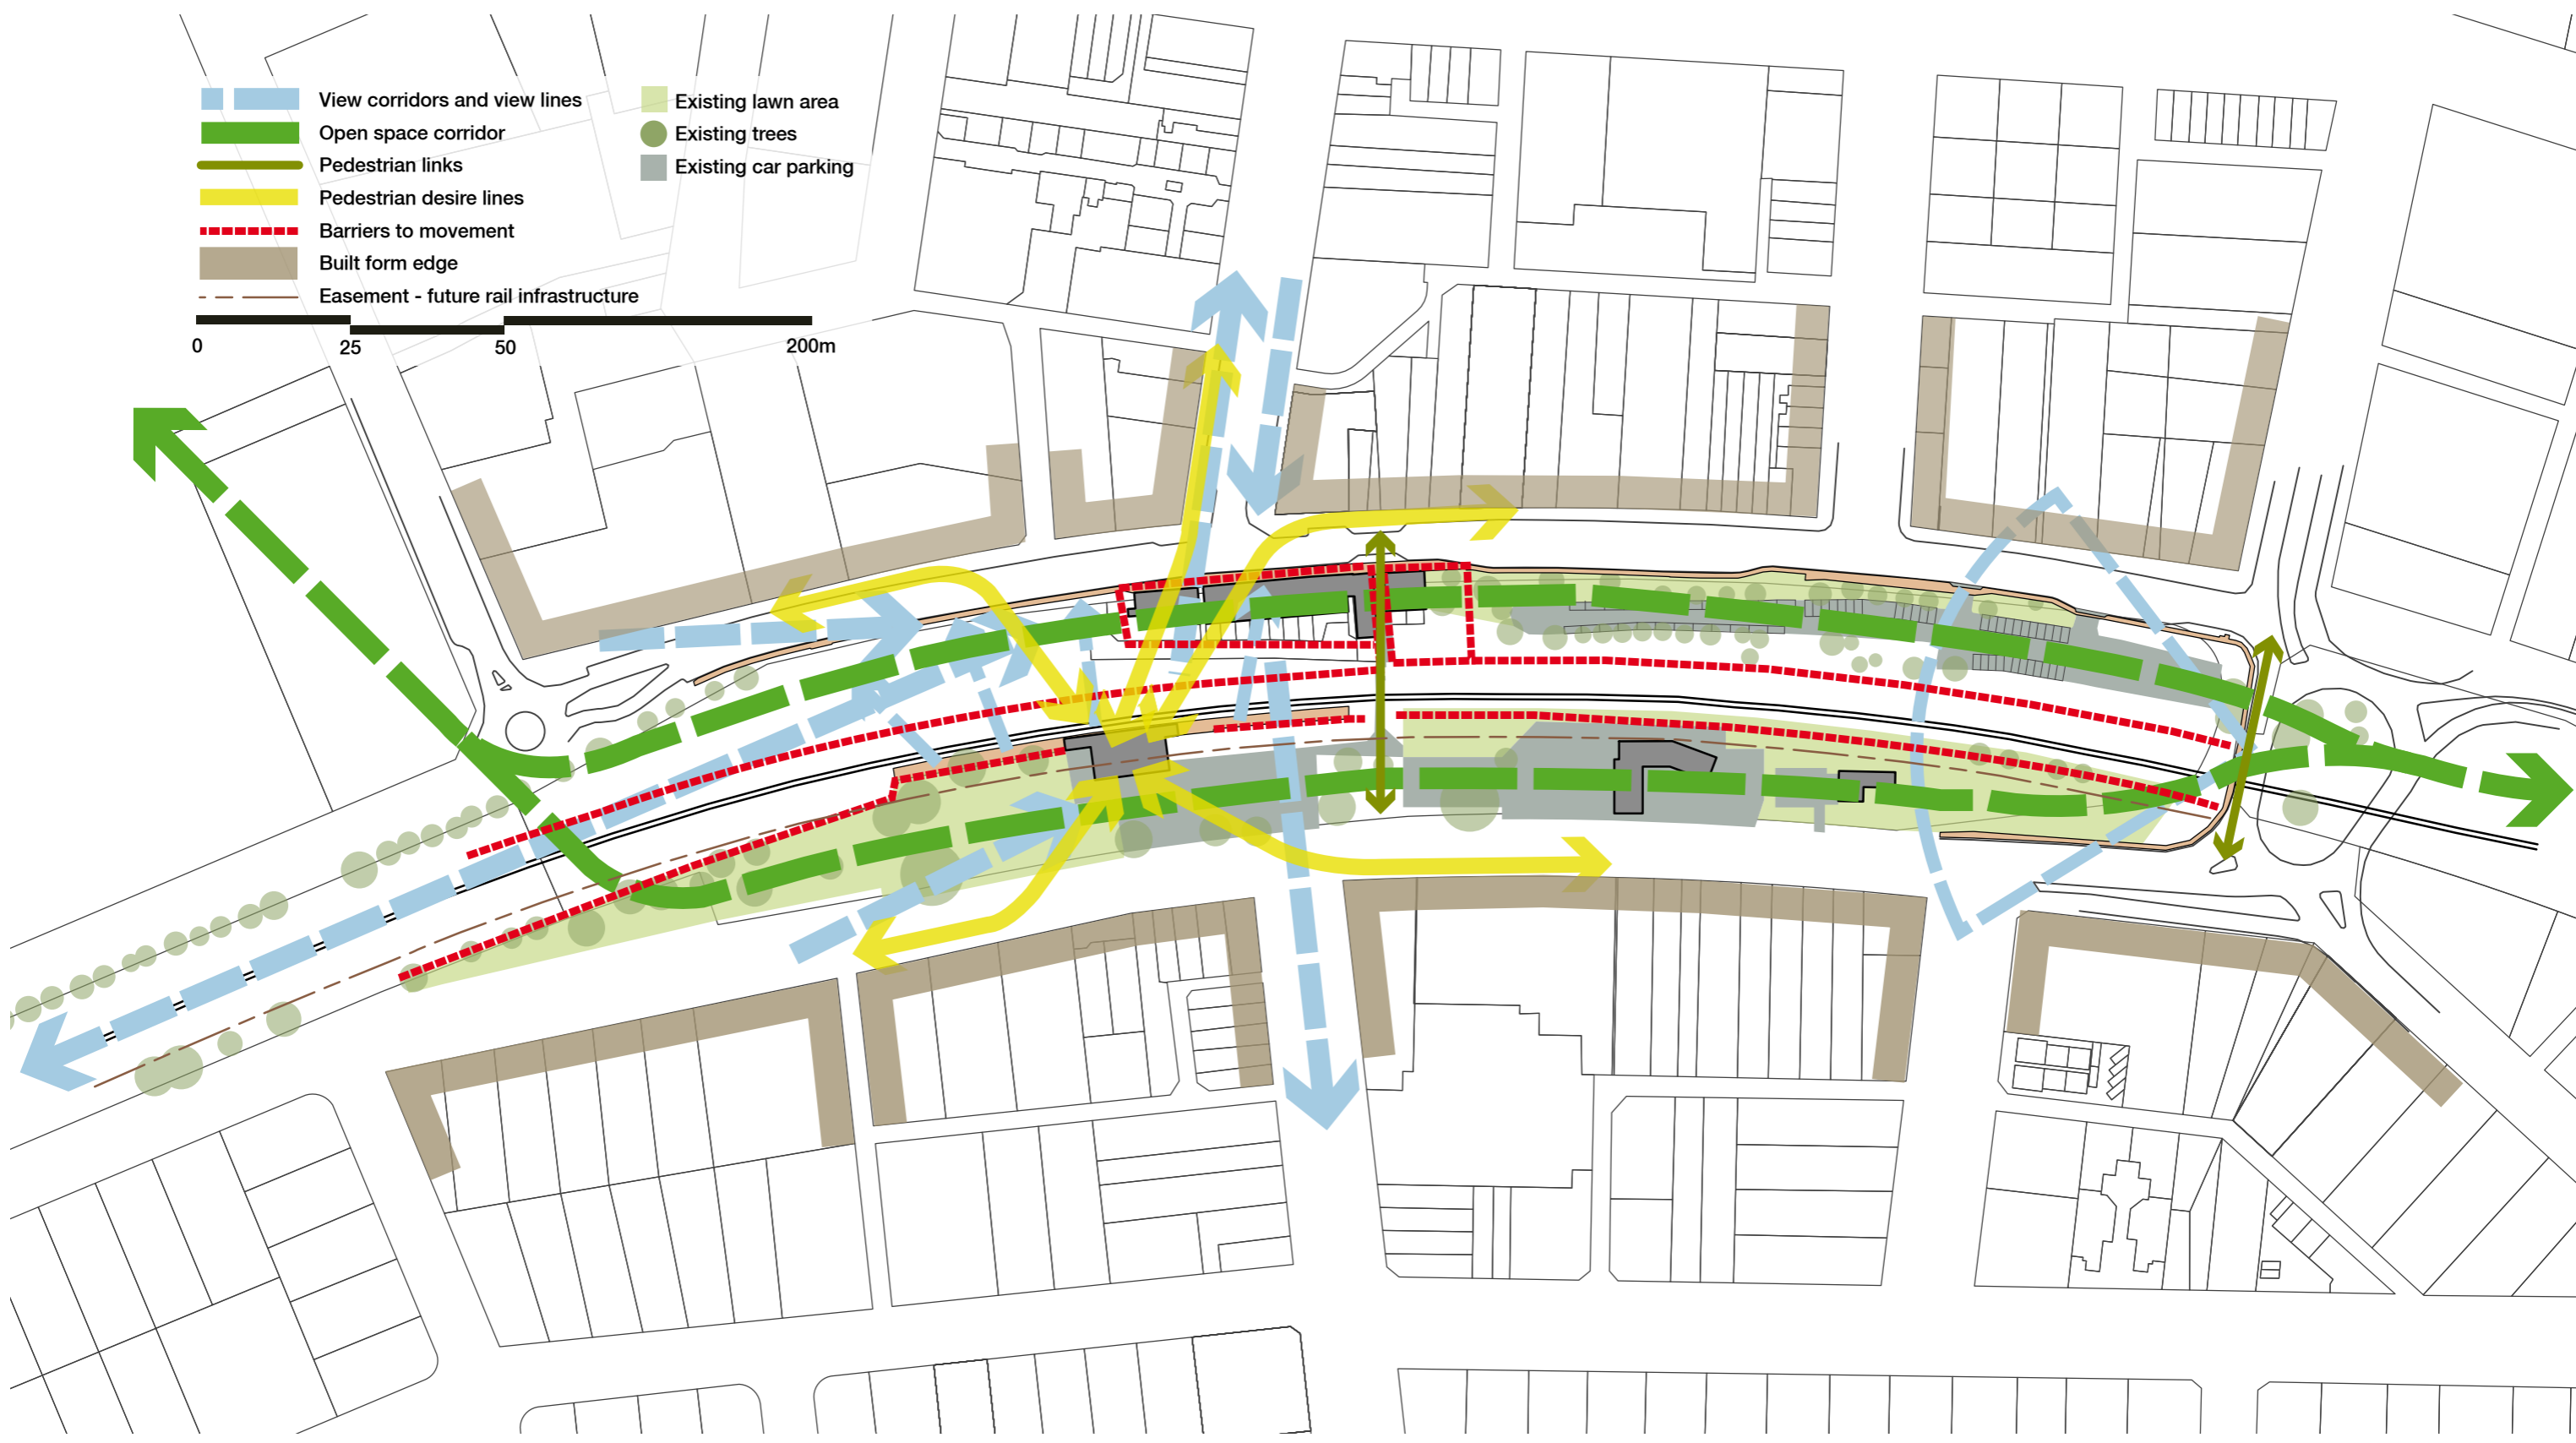 View corridors and view lines
Open space corridor
Pedestrian links
Pedestrian desire lines
Barriers to movement
Built form edge
Easement - future rail infrastructure
Existing lawn area
Existing trees
Existing car parking
0 25 50 200m